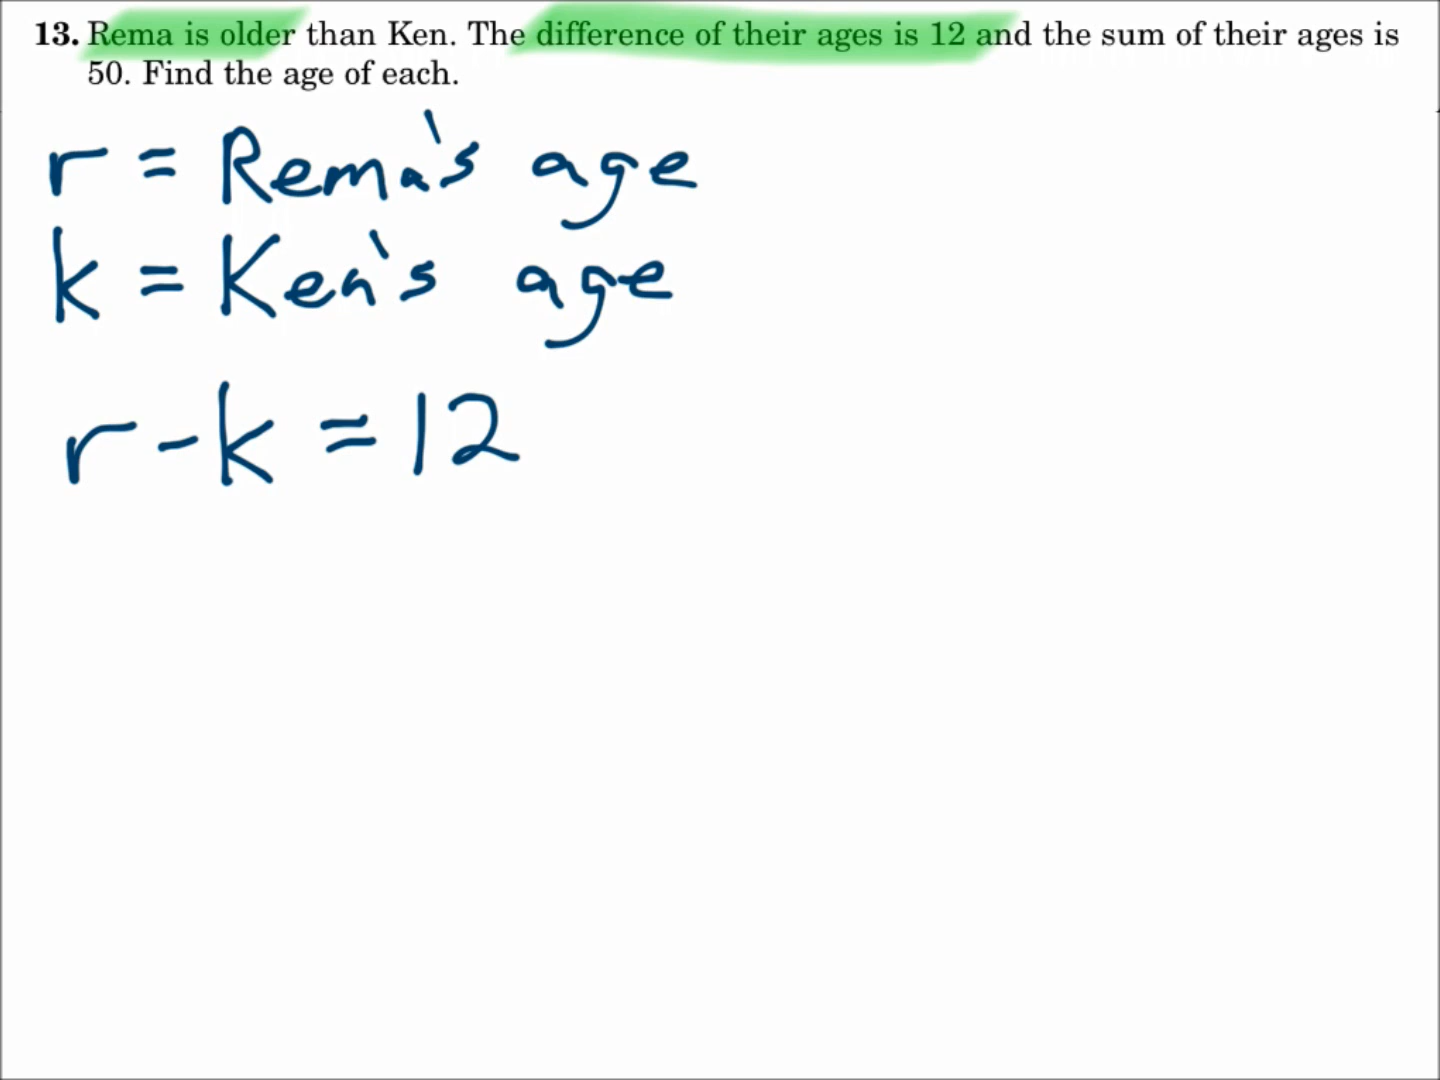 13. Rema is older than Ken. The difference of their ages is 12 and the sum of their ages is
50. Find the age of each.
r = Rema's age
k = Ken's age
r - k = 12